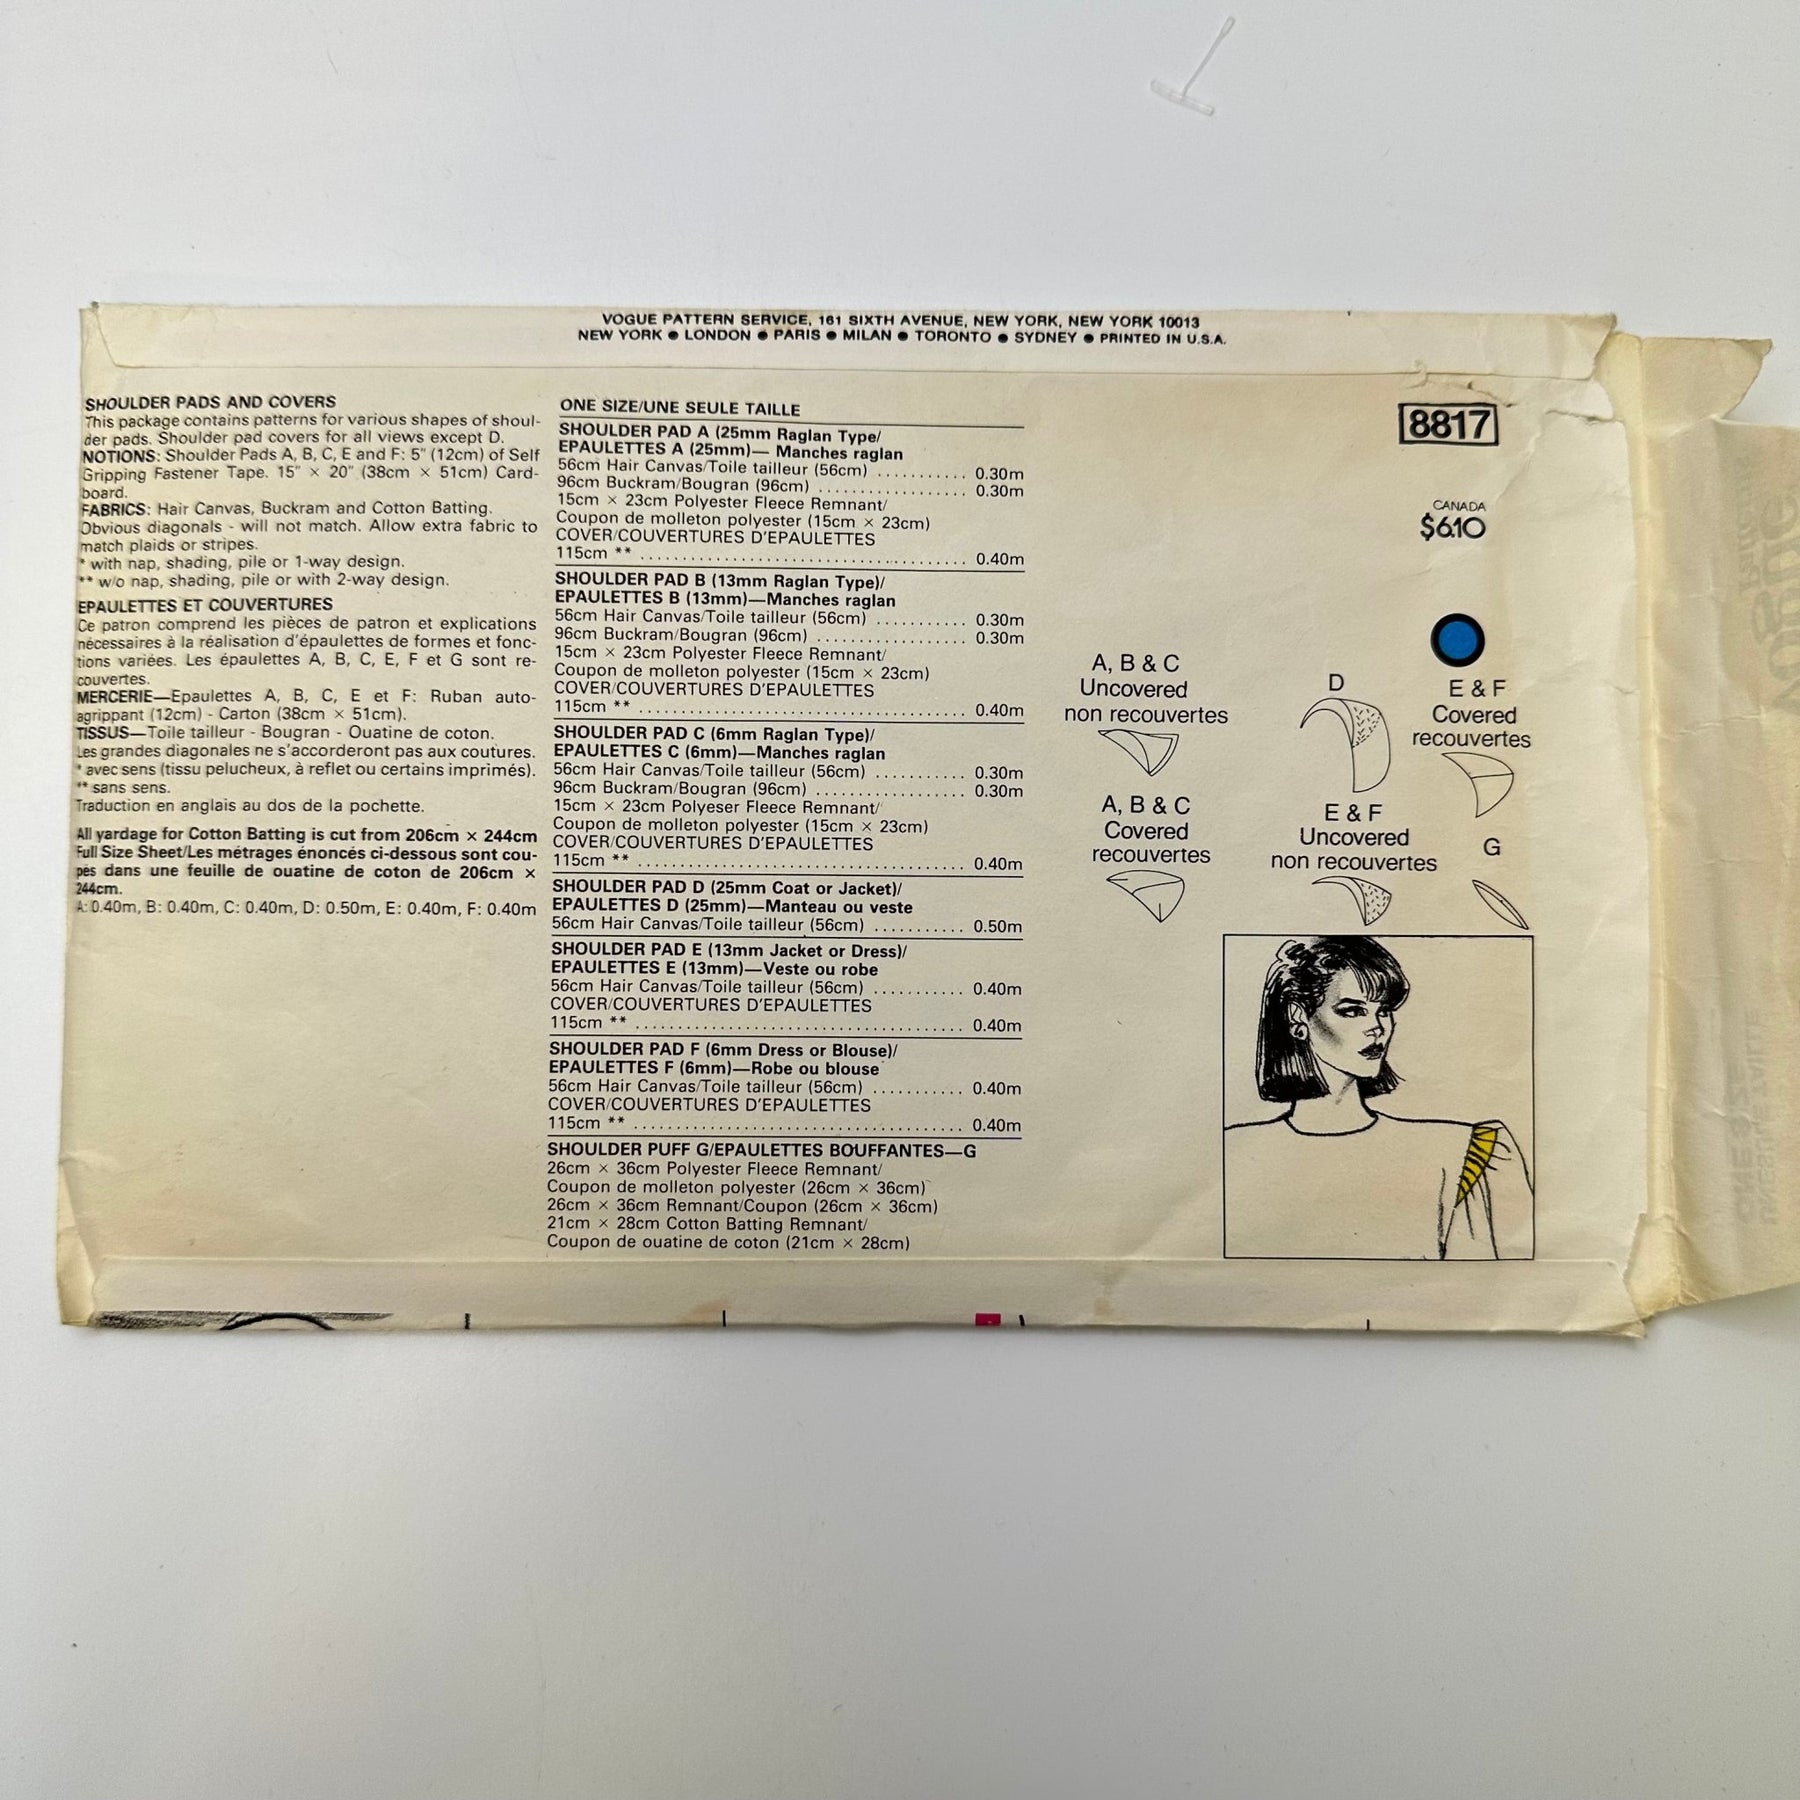 VOGUE PATTERN SERVICE, 161 SIXTH AVENUE, NEW YORK, NEW YORK 10013
NEW YORK ● LONDON ● PARIS ● MILAN ● TORONTO ● SYDNEY ● PRINTED IN U.S.A.
SHOULDER PADS AND COVERS
This package contains patterns for various shapes of shoul-
der pads. Shoulder pad covers for all views except D.
NOTIONS: Shoulder Pads A, B, C, E and F: 5" (12cm) of Self
Gripping Fastener Tape. 15" × 20" (38cm × 51cm) Card-
board.
FABRICS: Hair Canvas, Buckram and Cotton Batting.
Obvious diagonals - will not match. Allow extra fabric to
match plaids or stripes.
* with nap, shading, pile or 1-way design.
** w/o nap, shading, pile or with 2-way design.
EPAULETTES ET COUVERTURES
Ce patron comprend les pièces de patron et explications
nécessaires à la réalisation d'épaulettes de formes et fonc-
tions variées. Les épaulettes A, B, C, E, F et G sont re-
couvertes.
MERCERIE—Epaulettes A, B, C, E et F: Ruban auto-
agrippant (12cm) - Carton (38cm × 51cm).
TISSUS—Toile tailleur - Bougran - Ouatine de coton.
Les grandes diagonales ne s'accorderont pas aux coutures.
* avec sens (tissu pelucheux, à reflet ou certains imprimés).
** sans sens.
Traduction en anglais au dos de la pochette.
All yardage for Cotton Batting is cut from 206cm × 244cm
Full Size Sheet/Les métrages énoncés ci-dessous sont cou-
pés dans une feuille de ouatine de coton de 206cm ×
244cm.
A: 0.40m, B: 0.40m, C: 0.40m, D: 0.50m, E: 0.40m, F: 0.40m
ONE SIZE/UNE SEULE TAILLE
SHOULDER PAD A (25mm Raglan Type/
EPAULETTES A (25mm)— Manches raglan
56cm Hair Canvas/Toile tailleur (56cm) ........... 0.30m
96cm Buckram/Bougran (96cm) .................. 0.30m
15cm × 23cm Polyester Fleece Remnant/
Coupon de molleton polyester (15cm × 23cm)
COVER/COUVERTURES D'EPAULETTES
115cm ** ........................................ 0.40m
SHOULDER PAD B (13mm Raglan Type)/
EPAULETTES B (13mm)—Manches raglan
56cm Hair Canvas/Toile tailleur (56cm) ........... 0.30m
96cm Buckram/Bougran (96cm) .................. 0.30m
15cm × 23cm Polyester Fleece Remnant/
Coupon de molleton polyester (15cm × 23cm)
COVER/COUVERTURES D'EPAULETTES
115cm ** ........................................ 0.40m
SHOULDER PAD C (6mm Raglan Type)/
EPAULETTES C (6mm)—Manches raglan
56cm Hair Canvas/Toile tailleur (56cm) ........... 0.30m
96cm Buckram/Bougran (96cm) .................. 0.30m
15cm × 23cm Polyeser Fleece Remnant/
Coupon de molleton polyester (15cm × 23cm)
COVER/COUVERTURES D'EPAULETTES
115cm ** ........................................ 0.40m
SHOULDER PAD D (25mm Coat or Jacket)/
EPAULETTES D (25mm)—Manteau ou veste
56cm Hair Canvas/Toile tailleur (56cm) ........... 0.50m
SHOULDER PAD E (13mm Jacket or Dress)/
EPAULETTES E (13mm)—Veste ou robe
56cm Hair Canvas/Toile tailleur (56cm) ........... 0.40m
COVER/COUVERTURES D'EPAULETTES
115cm ** ........................................ 0.40m
SHOULDER PAD F (6mm Dress or Blouse)/
EPAULETTES F (6mm)—Robe ou blouse
56cm Hair Canvas/Toile tailleur (56cm) ........... 0.40m
COVER/COUVERTURES D'EPAULETTES
115cm ** ........................................ 0.40m
SHOULDER PUFF G/EPAULETTES BOUFFANTES—G
26cm × 36cm Polyester Fleece Remnant/
Coupon de molleton polyester (26cm × 36cm)
26cm × 36cm Remnant/Coupon (26cm × 36cm)
21cm × 28cm Cotton Batting Remnant/
Coupon de ouatine de coton (21cm × 28cm)
8817
CANADA
$6.10
A, B & C
Uncovered
non recouvertes
D
E & F
Covered
recouvertes
A, B & C
Covered
recouvertes
E & F
Uncovered
non recouvertes
G